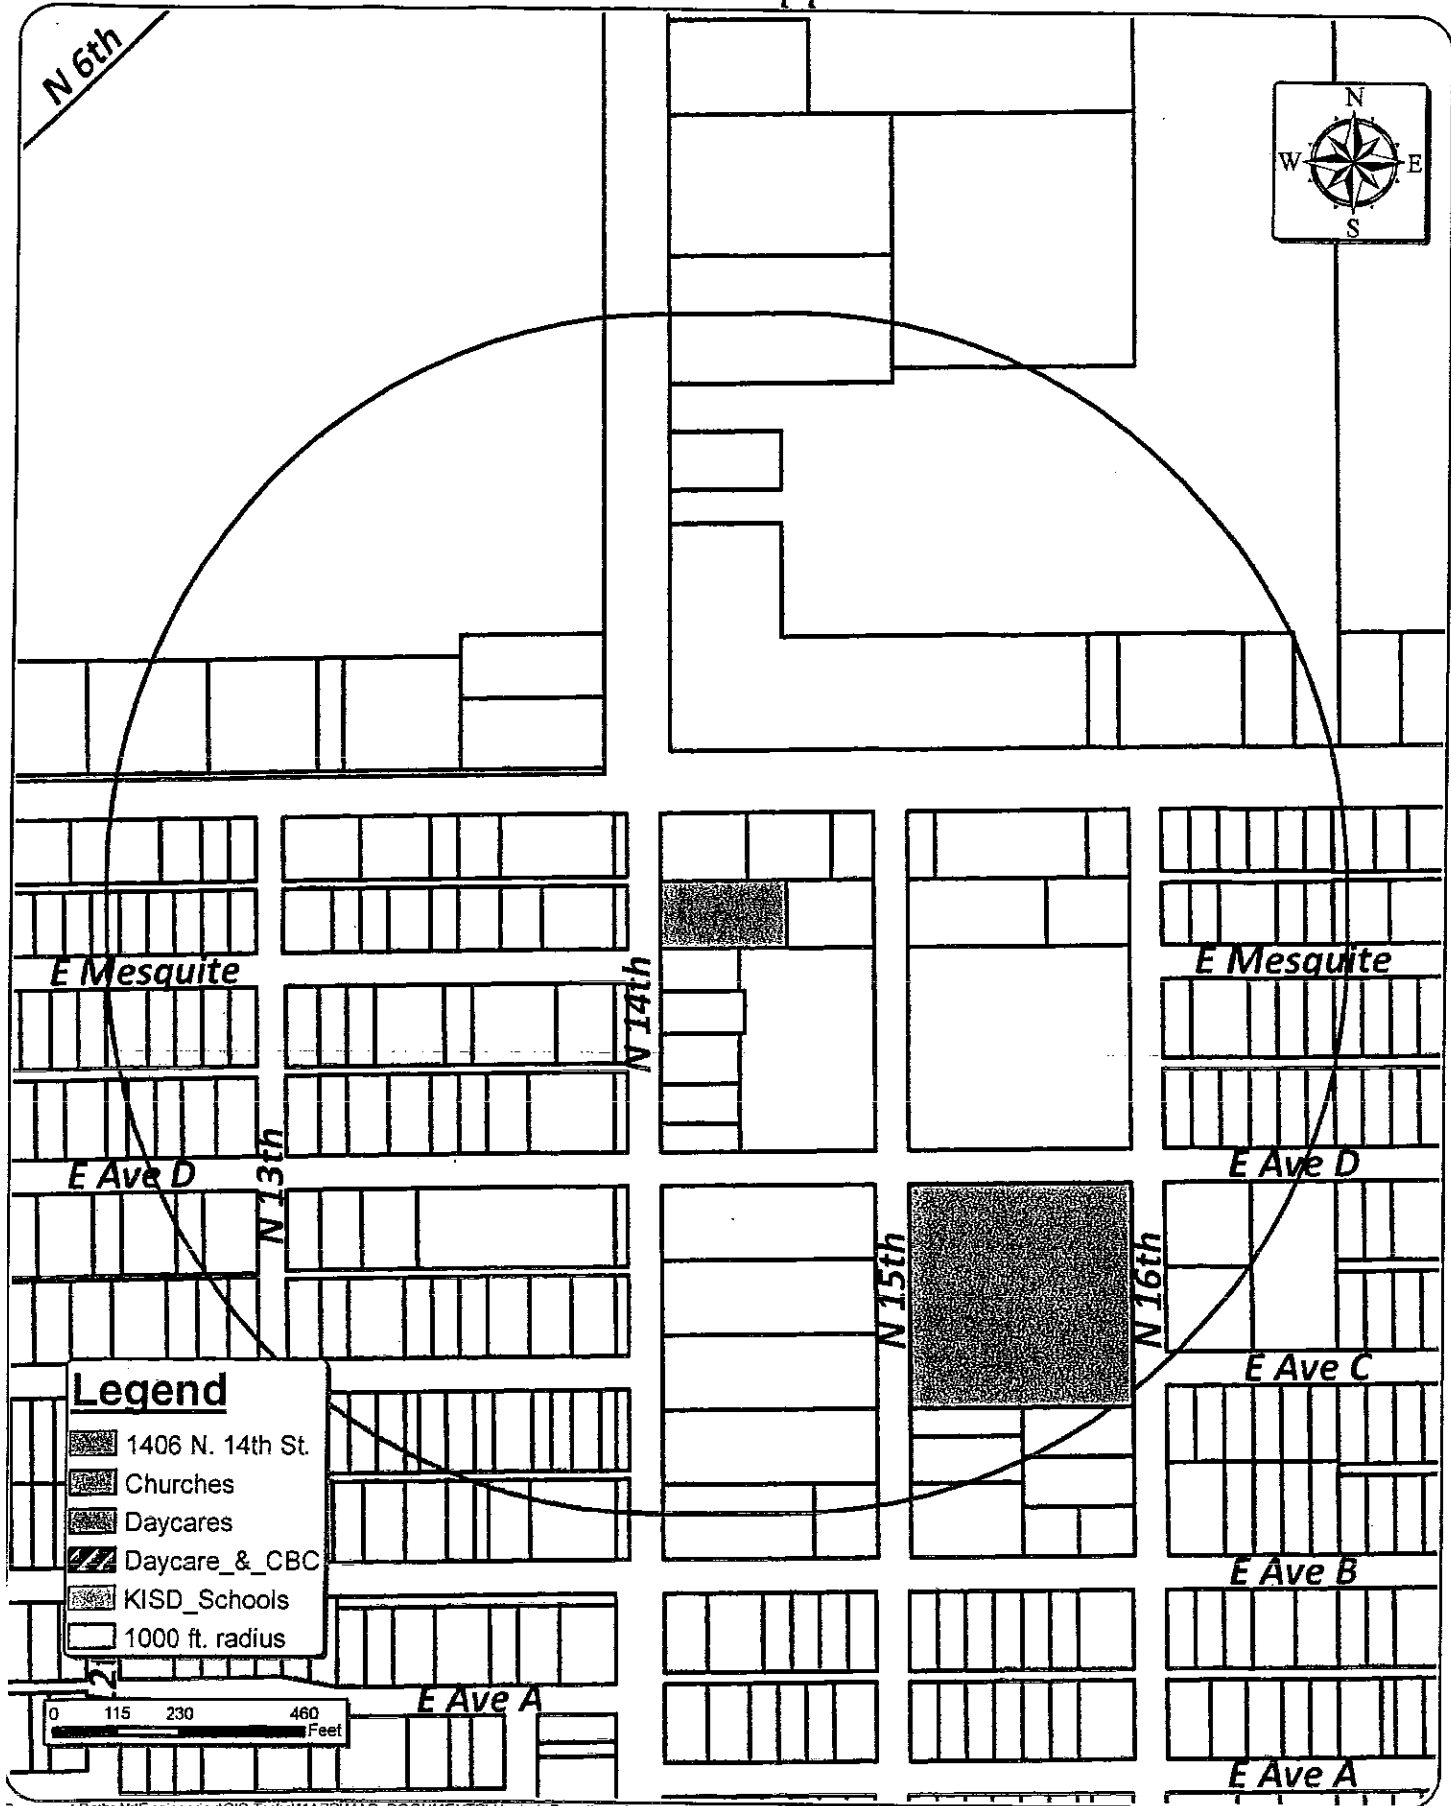 N 6th
N
W E
S
E Mesquite
E Mesquite
N 14th
E Ave D
N 13th
E Ave D
N 15th
N 16th
E Ave C
Legend
1406 N. 14th St.
Churches
Daycares
Daycare_&_CBC
KISD_Schools
1000 ft. radius
E Ave B
E Ave A
0 115 230 460
Feet
E Ave A